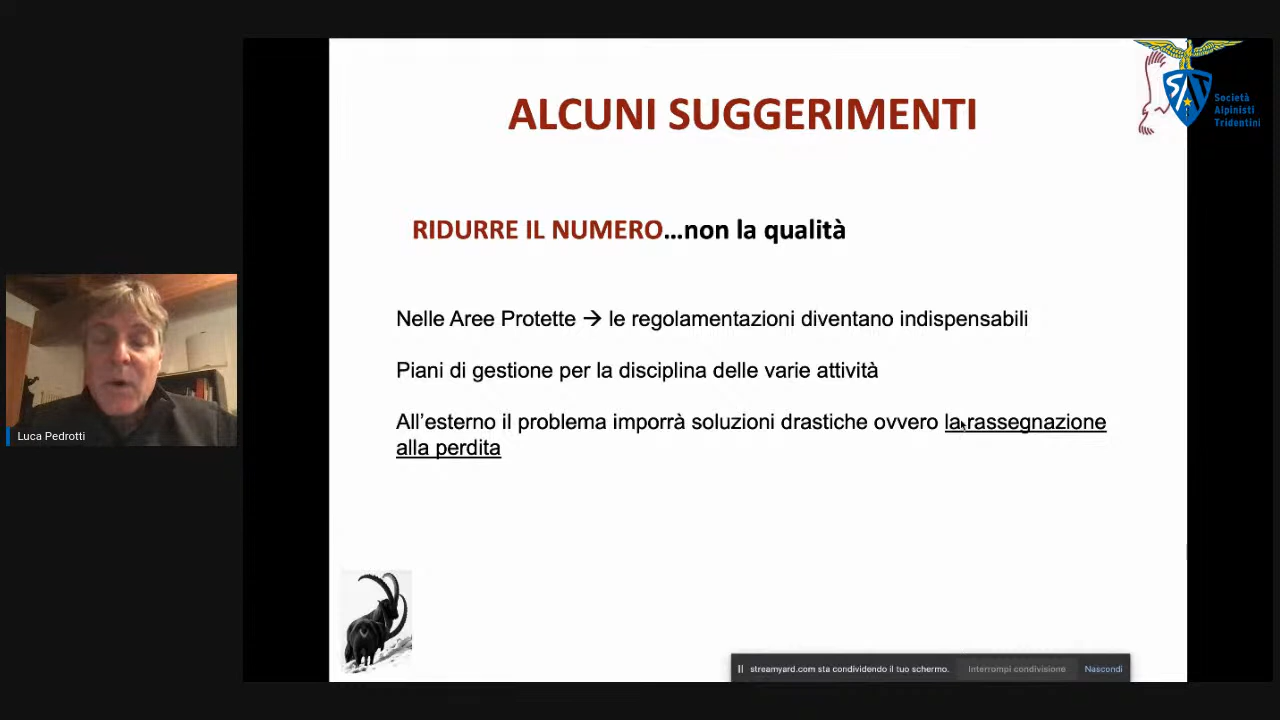 SAT
Società
Alpinisti
Tridentini
ALCUNI SUGGERIMENTI
RIDURRE IL NUMERO...non la qualità
Nelle Aree Protette → le regolamentazioni diventano indispensabili
Piani di gestione per la disciplina delle varie attività
All'esterno il problema imporrà soluzioni drastiche ovvero la rassegnazione
alla perdita
Luca Pedrotti
streamyard.com sta condividendo il tuo schermo. Interrompi condivisione Nascondi